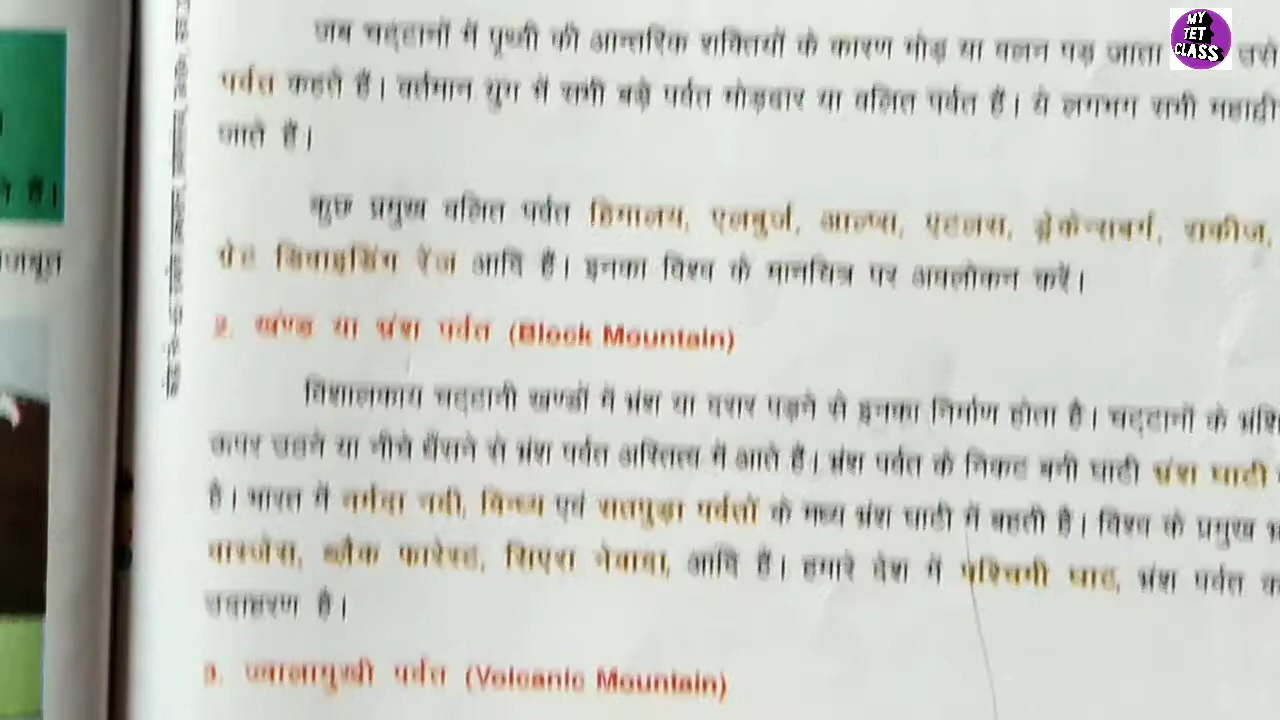 MY
TET
CLASS
जब चट्टानों में पृथ्वी की आन्तरिक शक्तियों के कारण मोड़ या वलन पड़ जाता उसे
पर्वत कहते हैं। वर्तमान युग में सभी बड़े पर्वत मोड़दार या वलित पर्वत हैं। ये लगभग सभी महाद्वी
जाते हैं।
ते हैं।
कुछ प्रमुख वलित पर्वत हिमालय, एलबुर्ज, आल्प्स, एटलस, ड्रेकेन्सबर्ग, राकीज,
ग्रेट डिवाइडिंग रेंज आदि हैं। इनका विश्व के मानचित्र पर अवलोकन करें।
2. खण्ड या भ्रंश पर्वत (Block Mountain)
विशालकाय चट्टानी खण्डों में भ्रंश या दरार पड़ने से इनका निर्माण होता है। चट्टानों के भ्रंशि
ऊपर उठने या नीचे धँसने से भ्रंश पर्वत अस्तित्व में आते हैं। भ्रंश पर्वत के निकट बनी घाटी भ्रंश घाटी
है। भारत में नर्मदा नदी, विन्ध्य एवं सतपुड़ा पर्वतों के मध्य भ्रंश घाटी में बहती है। विश्व के प्रमुख भ्र
वास्जेस, ब्लैक फारेस्ट, सिएरा नेवादा, आदि हैं। हमारे देश में पश्चिमी घाट, भ्रंश पर्वत का
उदाहरण है।
3. ज्वालामुखी पर्वत (Volcanic Mountain)